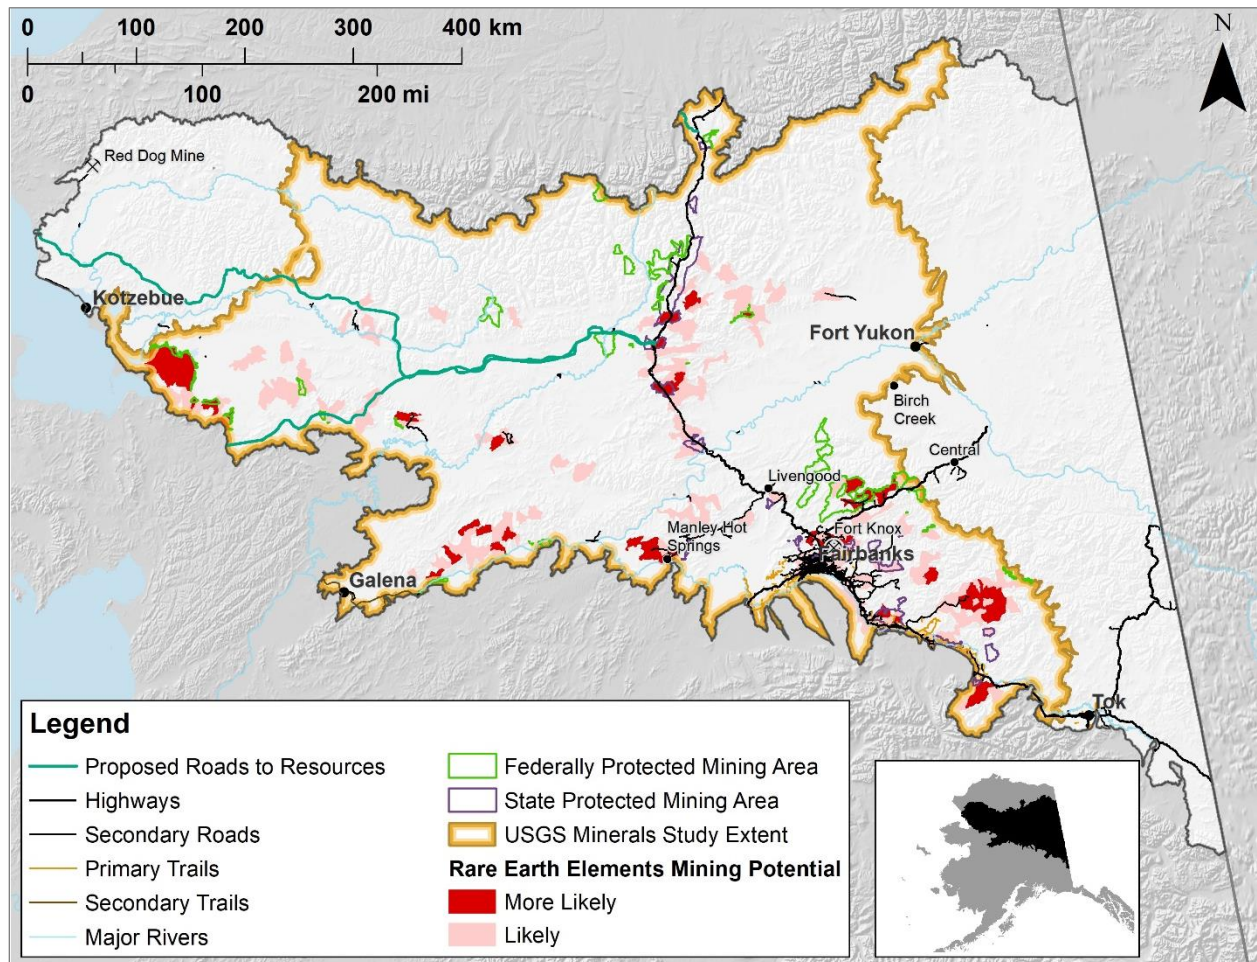 0 100 200 300 400 km
0 100 200 mi
N
Red Dog Mine
Kotzebue
Fort Yukon
Birch
Creek
Central
Livengood
Manley Hot
Springs
Fort Knox
Fairbanks
Galena
Tok
Legend
Proposed Roads to Resources
Highways
Secondary Roads
Primary Trails
Secondary Trails
Major Rivers
Federally Protected Mining Area
State Protected Mining Area
USGS Minerals Study Extent
Rare Earth Elements Mining Potential
More Likely
Likely